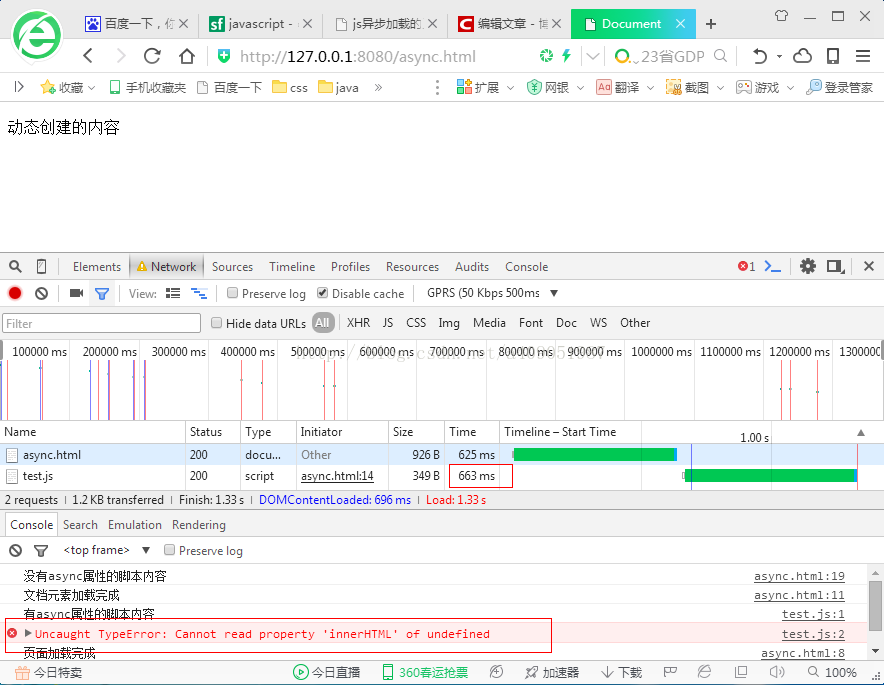 百度一下，你 javascript - js异步加载的 编辑文章 - 博 Document
http://127.0.0.1:8080/async.html 23省GDP
收藏 手机收藏夹 百度一下 css java » 扩展 网银 Aa 翻译 截图 游戏 登录管家
动态创建的内容
Elements Network Sources Timeline Profiles Resources Audits Console 1
View: Preserve log Disable cache GPRS (50 Kbps 500ms
Filter Hide data URLs All XHR JS CSS Img Media Font Doc WS Other
100000 ms 200000 ms 300000 ms 400000 ms 500000 ms 600000 ms 700000 ms 800000 ms 900000 ms 1000000 ms 1100000 ms 1200000 ms 1300000
Name Status Type Initiator Size Time Timeline – Start Time 1.00 s
async.html 200 docu... Other 926 B 625 ms
test.js 200 script async.html:14 349 B 663 ms
2 requests | 1.2 KB transferred | Finish: 1.33 s | DOMContentLoaded: 696 ms | Load: 1.33 s
Console Search Emulation Rendering
<top frame> Preserve log
没有async属性的脚本内容 async.html:19
文档元素加载完成 async.html:11
有async属性的脚本内容 test.js:1
Uncaught TypeError: Cannot read property 'innerHTML' of undefined test.js:2
页面加载完成 async.html:8
今日特卖 今日直播 360春运抢票 加速器 下载 100%